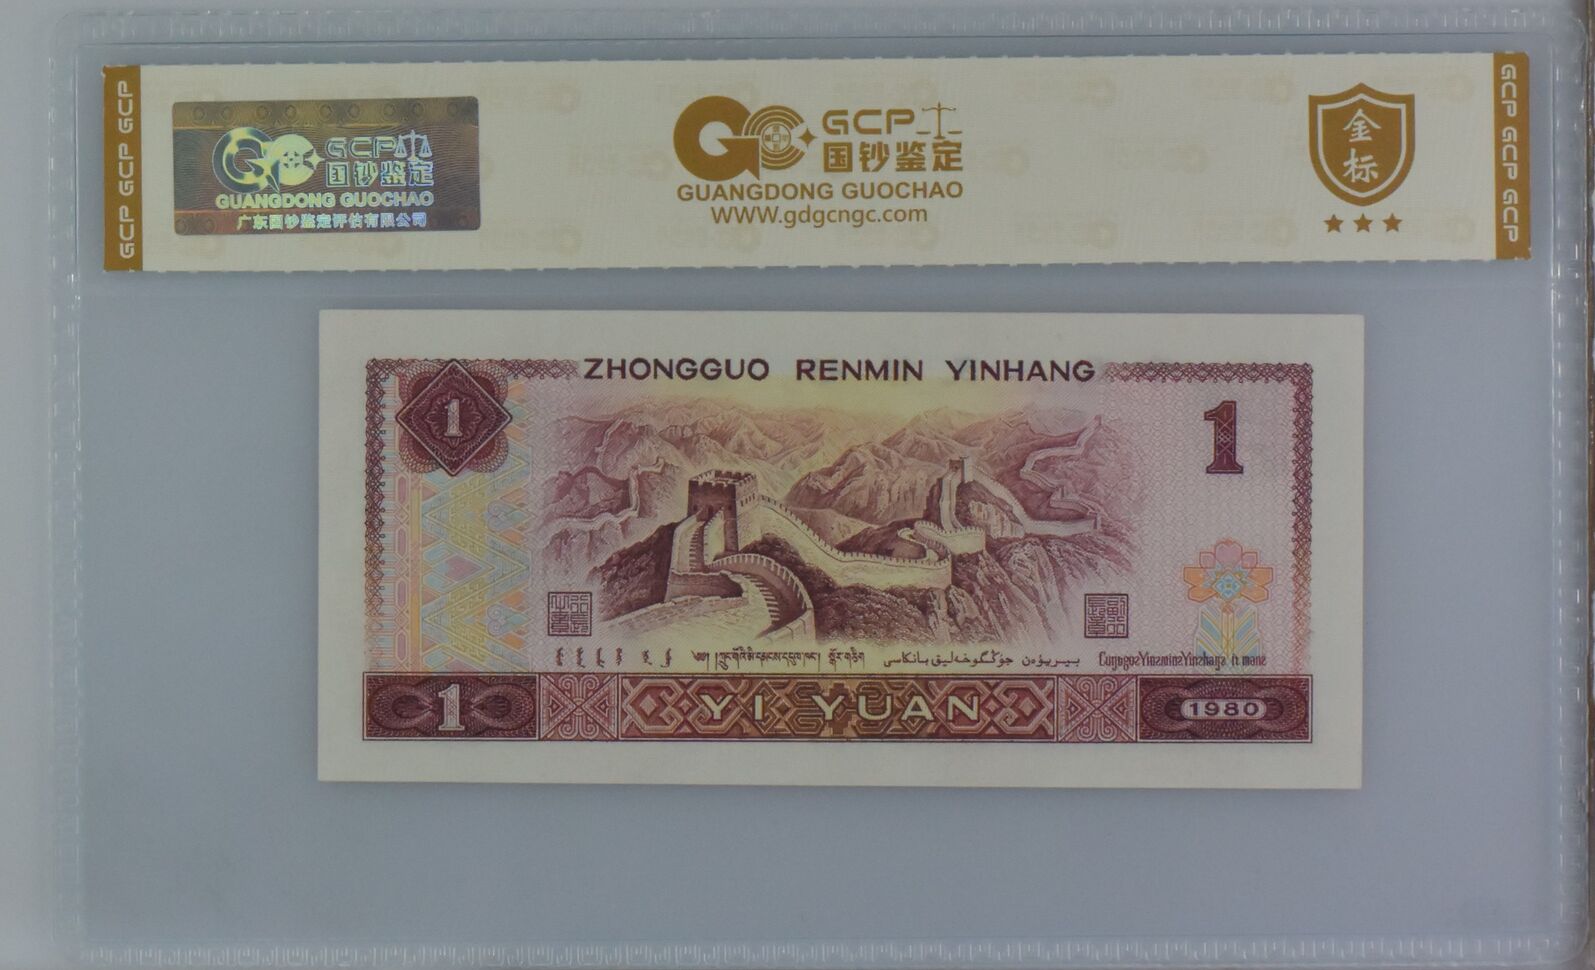 GCP GCP GCP
GCP
国钞鉴定
GUANGDONG GUOCHAO
广东国钞鉴定评估有限公司
GCP
国钞鉴定
GUANGDONG GUOCHAO
WWW.gdgcngc.com
金标
GCP GCP GCP
ZHONGGUO RENMIN YINHANG
1
1
1
YI YUAN
1980